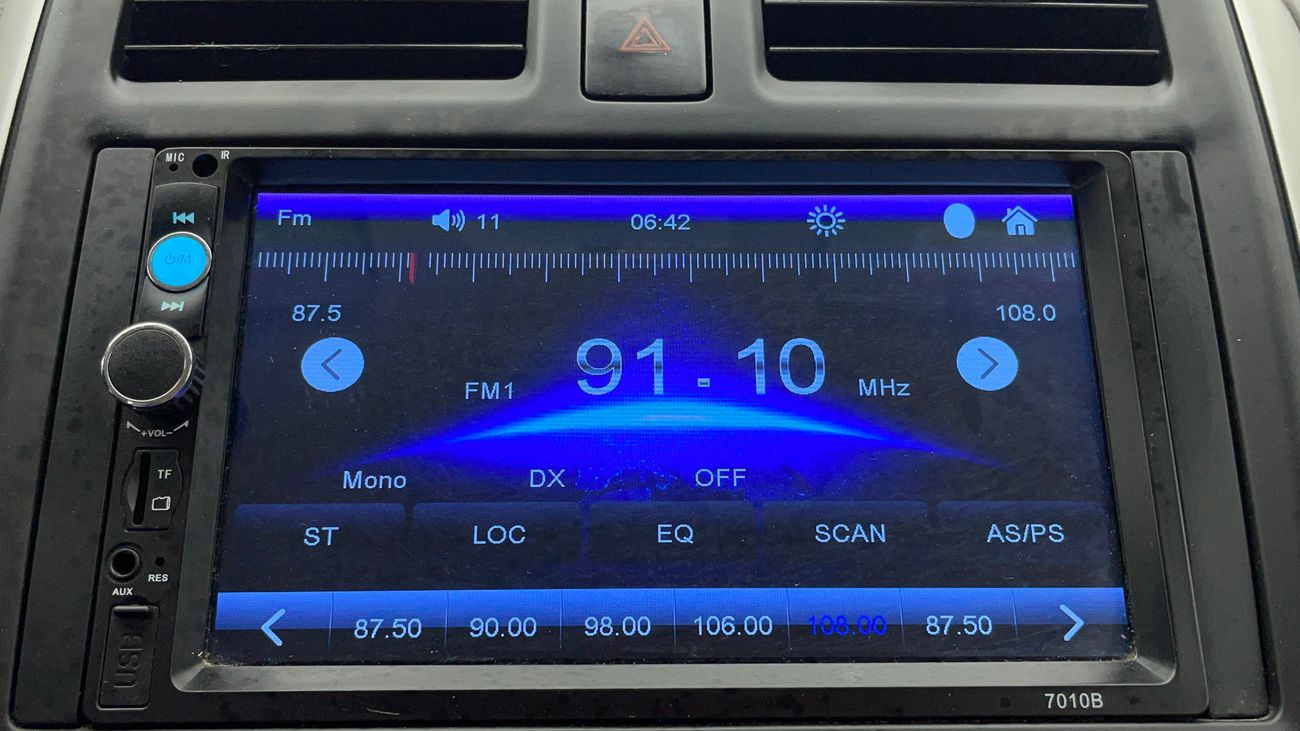 MIC IR
Fm 11 06:42
⏻/M
87.5 108.0
FM1 91.10 MHz
+VOL-
TF
Mono DX OFF
ST LOC EQ SCAN AS/PS
RES
AUX
87.50 90.00 98.00 106.00 108.00 87.50
USB
7010B